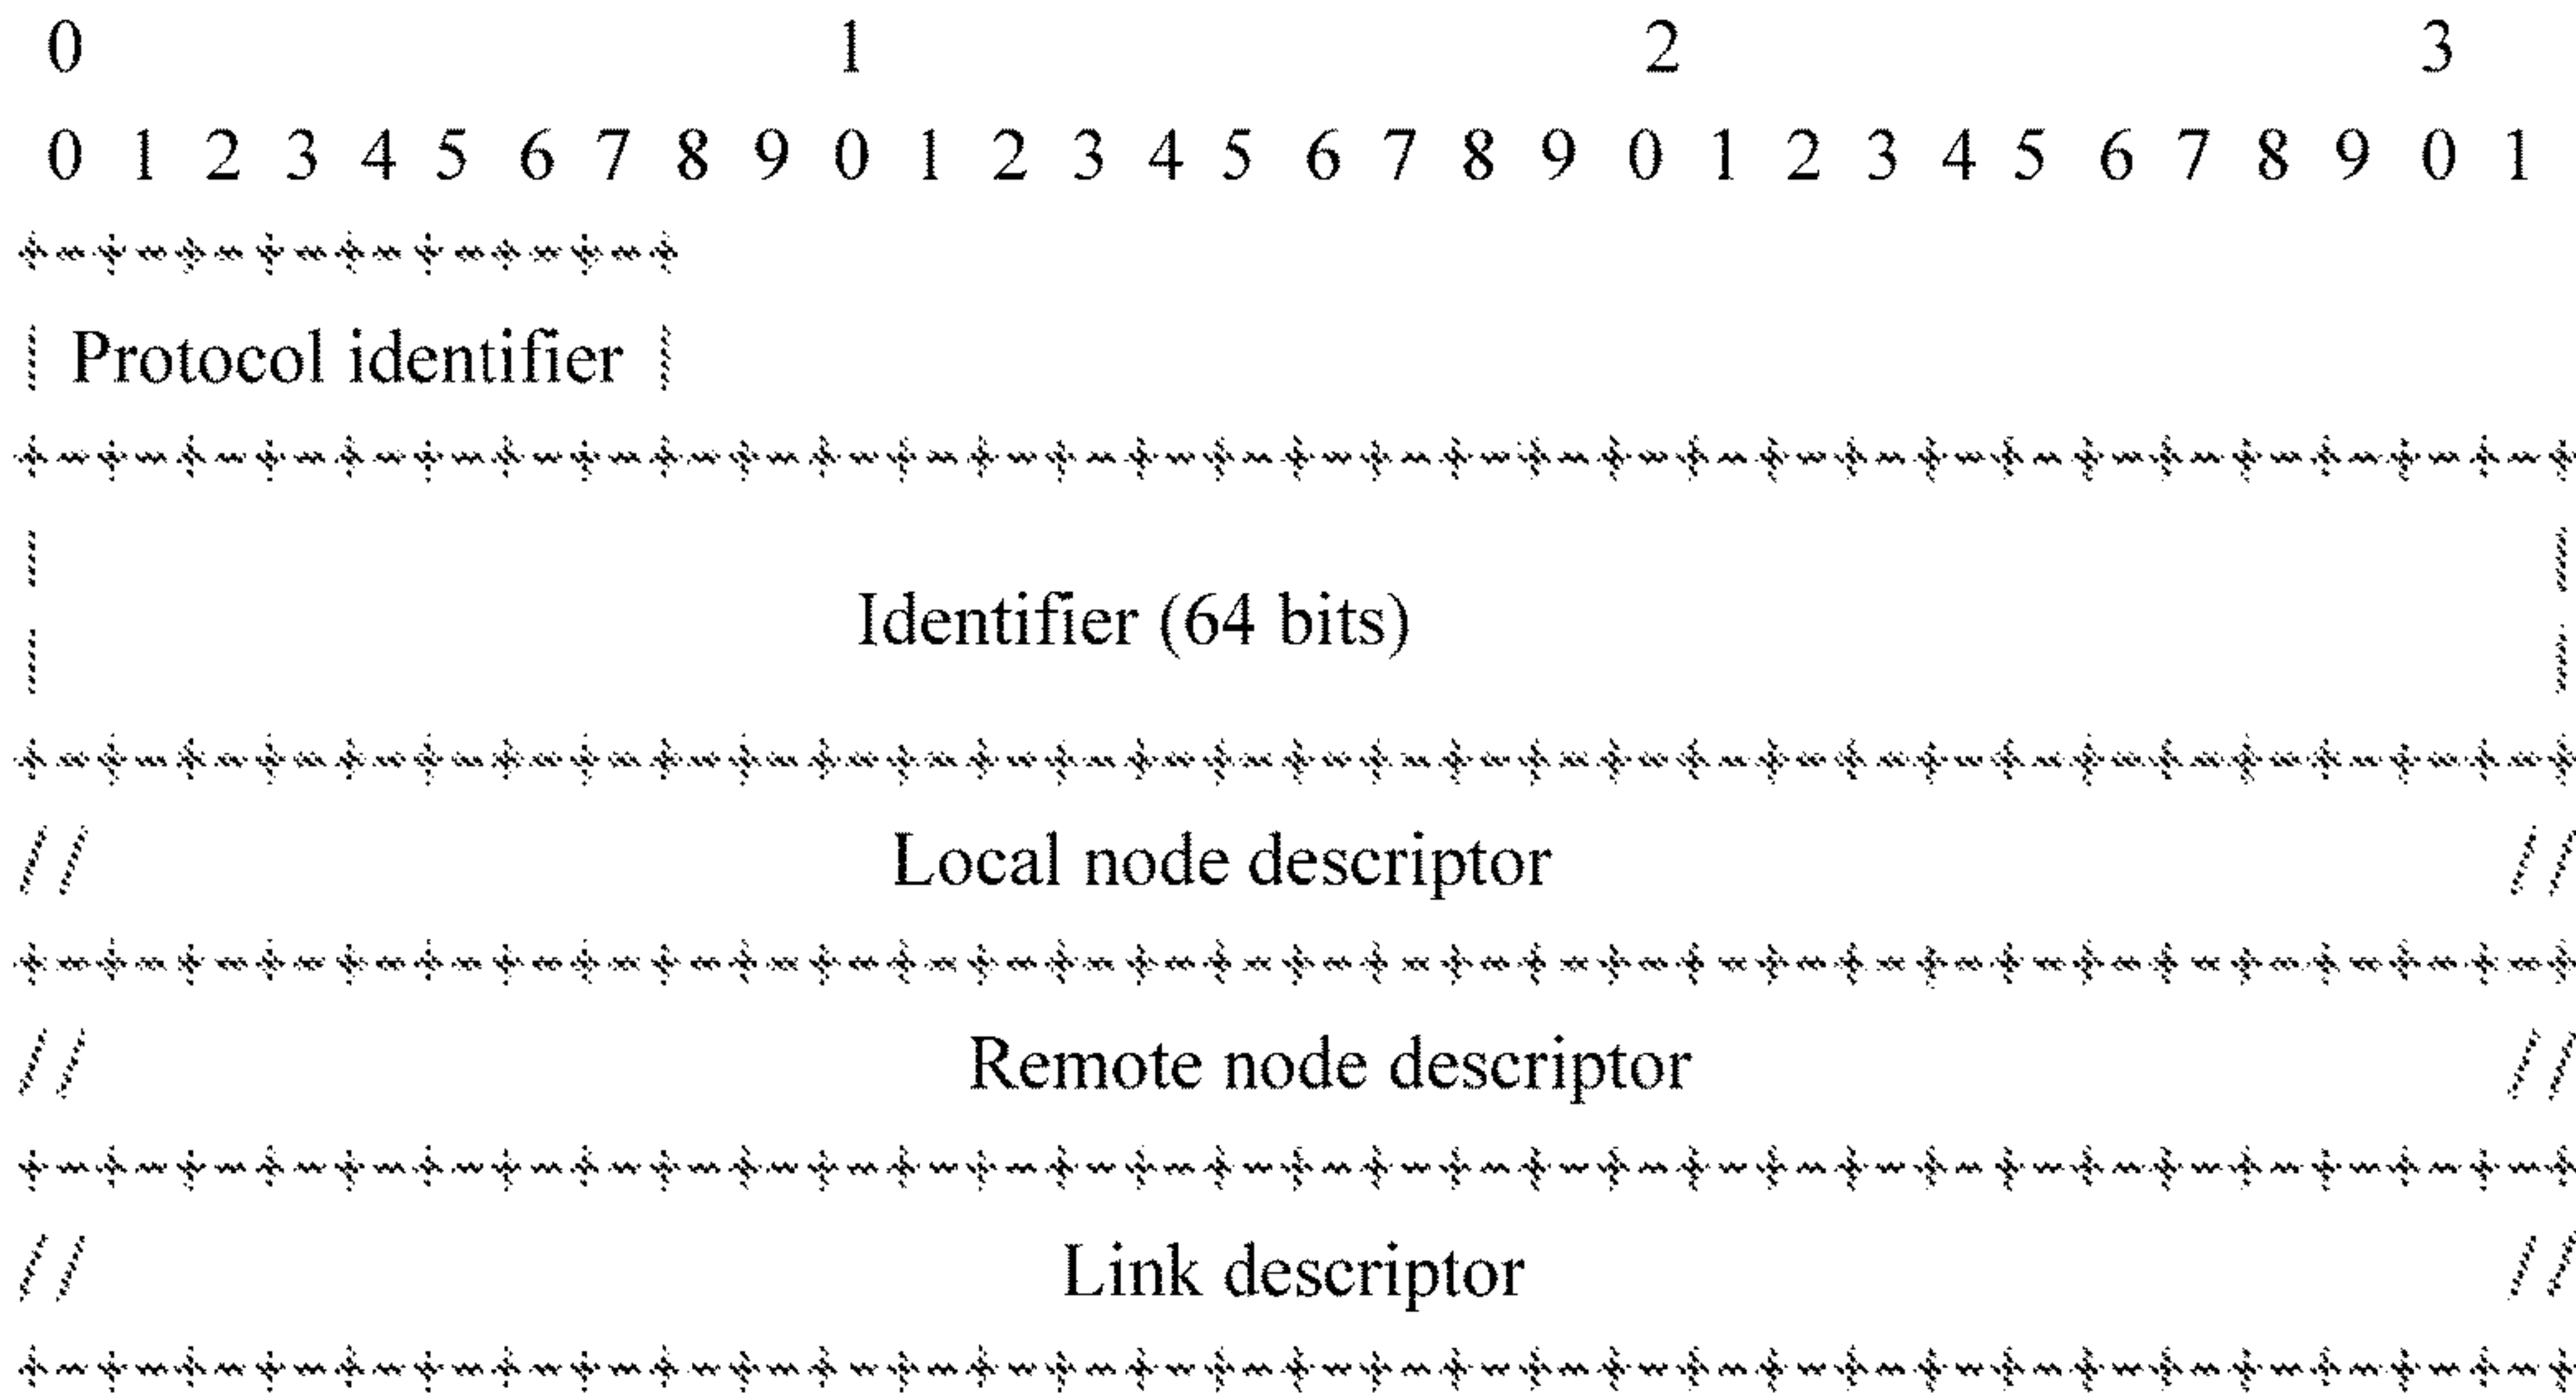 0 1 2 3
0 1 2 3 4 5 6 7 8 9 0 1 2 3 4 5 6 7 8 9 0 1 2 3 4 5 6 7 8 9 0 1
+-+-+-+-+-+-+-+-+
| Protocol identifier |
+-+-+-+-+-+-+-+-+-+-+-+-+-+-+-+-+-+-+-+-+-+-+-+-+-+-+-+-+-+-+-+-+
| |
Identifier (64 bits)
| |
+-+-+-+-+-+-+-+-+-+-+-+-+-+-+-+-+-+-+-+-+-+-+-+-+-+-+-+-+-+-+-+-+
// Local node descriptor //
+-+-+-+-+-+-+-+-+-+-+-+-+-+-+-+-+-+-+-+-+-+-+-+-+-+-+-+-+-+-+-+-+
// Remote node descriptor //
+-+-+-+-+-+-+-+-+-+-+-+-+-+-+-+-+-+-+-+-+-+-+-+-+-+-+-+-+-+-+-+-+
// Link descriptor //
+-+-+-+-+-+-+-+-+-+-+-+-+-+-+-+-+-+-+-+-+-+-+-+-+-+-+-+-+-+-+-+-+